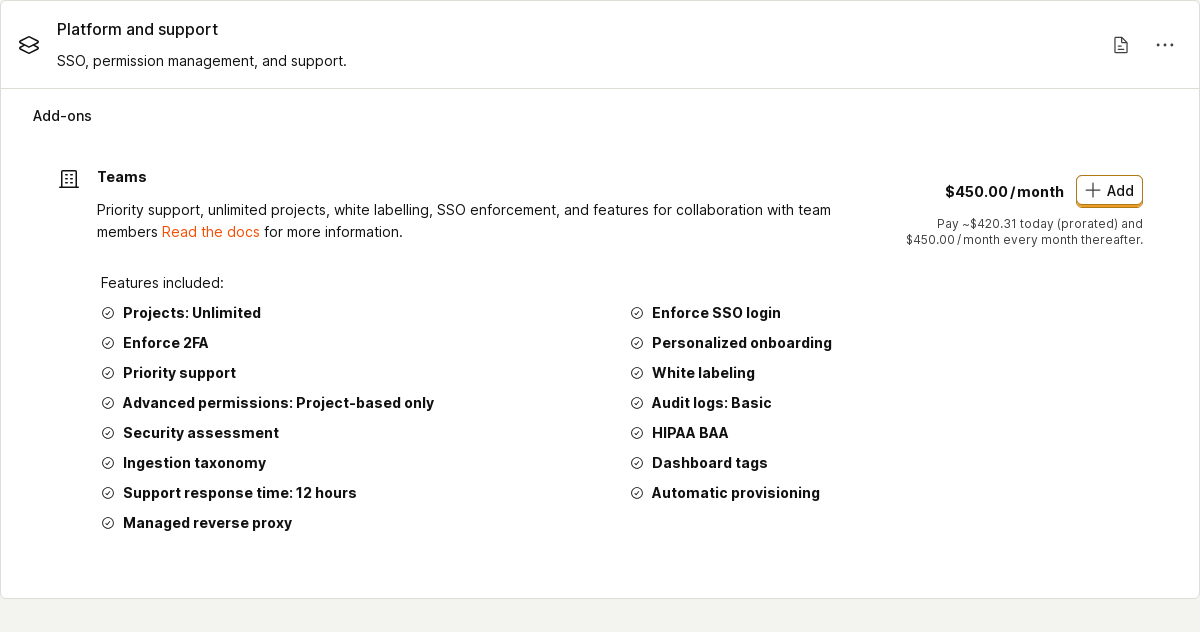 Platform and support
SSO, permission management, and support.
Add-ons
Teams
Priority support, unlimited projects, white labelling, SSO enforcement, and features for collaboration with team
members Read the docs for more information.
$450.00/month
Add
Pay ~$420.31 today (prorated) and
$450.00/month every month thereafter.
Features included:
Projects: Unlimited
Enforce 2FA
Priority support
Advanced permissions: Project-based only
Security assessment
Ingestion taxonomy
Support response time: 12 hours
Managed reverse proxy
Enforce SSO login
Personalized onboarding
White labeling
Audit logs: Basic
HIPAA BAA
Dashboard tags
Automatic provisioning